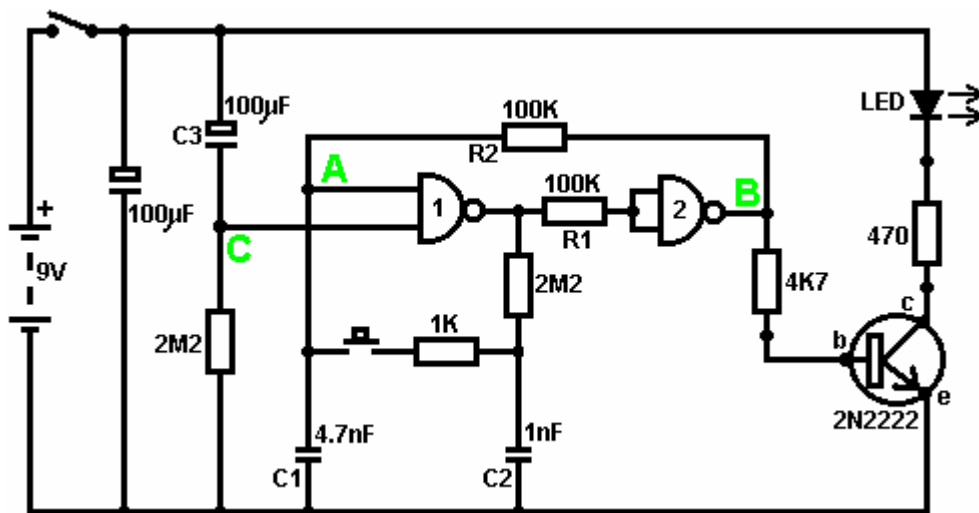 100µF
C3
100K
R2
LED
A
1
100K
R1
2
B
+
100µF
C
9V
2M2
2M2
4K7
470
c
1K
b
e
2N2222
4.7nF
C1
1nF
C2